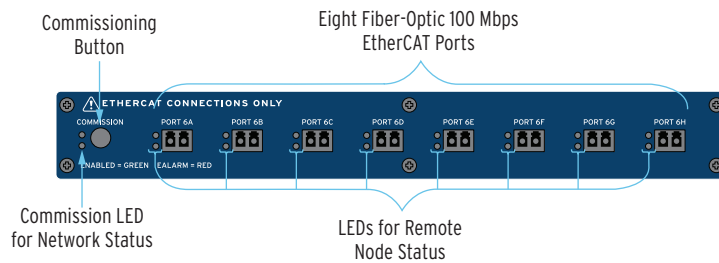 Commissioning
Button
Eight Fiber-Optic 100 Mbps
EtherCAT Ports
ETHERCAT CONNECTIONS ONLY
COMMISSION
PORT 6A
PORT 6B
PORT 6C
PORT 6D
PORT 6E
PORT 6F
PORT 6G
PORT 6H
ENABLED = GREEN
EALARM = RED
Commission LED
for Network Status
LEDs for Remote
Node Status